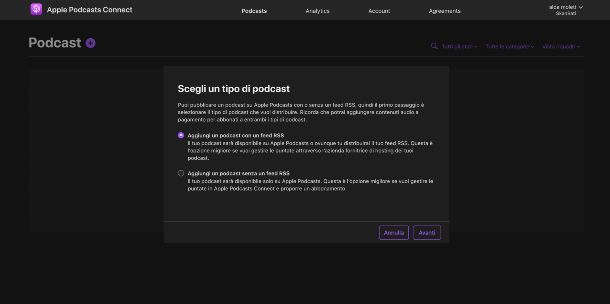 Apple Podcasts Connect
Podcasts
Analytics
Account
Agreements
aida moleti
SkanSati
Podcast
Tutti gli stati
Tutte le categorie
Vista riquadri
Scegli un tipo di podcast
Puoi pubblicare un podcast su Apple Podcasts con o senza un feed RSS, quindi il primo passaggio è
selezionare il tipo di podcast che vuoi distribuire. Ricorda che potrai aggiungere contenuti audio a
pagamento per abbonati a entrambi i tipi di podcast.
Aggiungi un podcast con un feed RSS
Il tuo podcast sarà disponibile su Apple Podcasts o ovunque tu distribuirai il tuo feed RSS. Questa è
l'opzione migliore se vuoi gestire le puntate attraverso l'azienda fornitrice di hosting dei tuoi
podcast.
Aggiungi un podcast senza un feed RSS
Il tuo podcast sarà disponibile solo su Apple Podcasts. Questa è l'opzione migliore se vuoi gestire le
puntate in Apple Podcasts Connect e proporre un abbonamento.
Annulla
Avanti